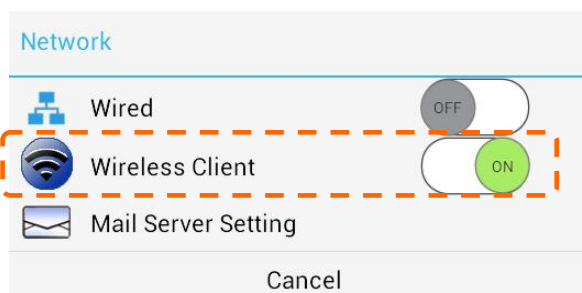 Network
Wired OFF
Wireless Client ON
Mail Server Setting
Cancel